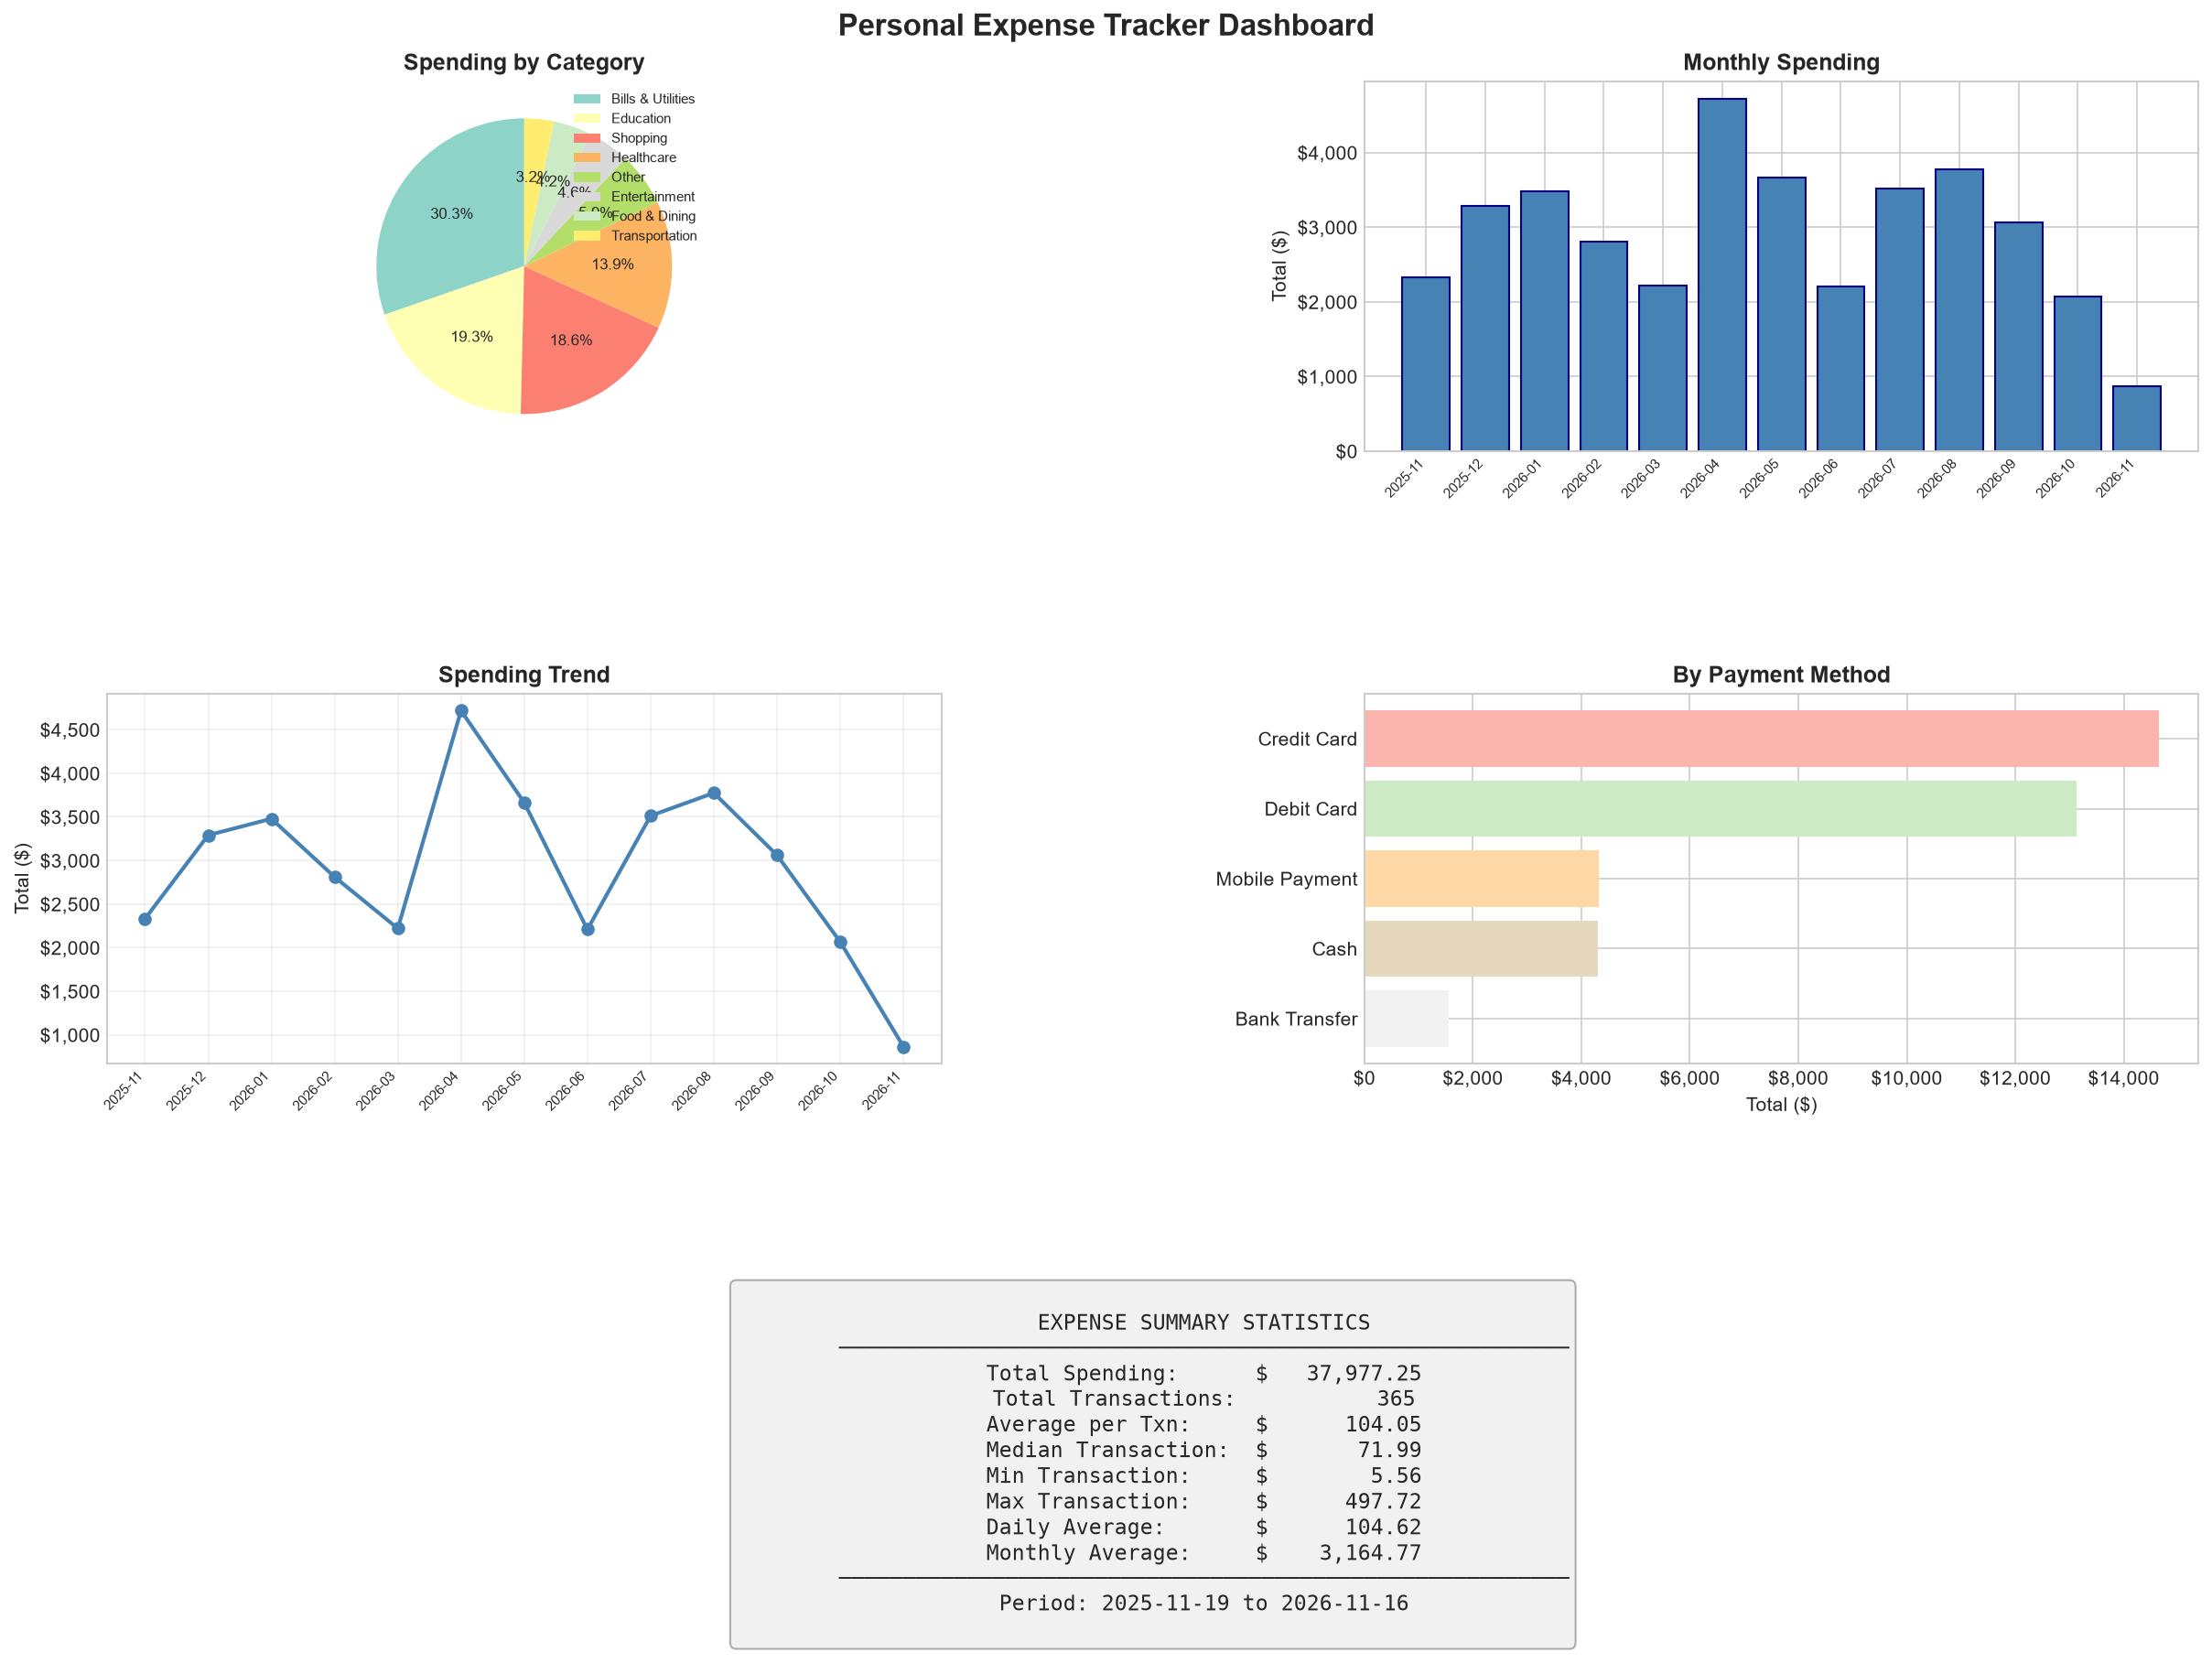 Personal Expense Tracker Dashboard
Spending by Category
Bills & Utilities
Education
Shopping
Healthcare
Other
Entertainment
Food & Dining
Transportation
30.3%
19.3%
18.6%
13.9%
4.6%
4.2%
3.2%
Monthly Spending
Total ($)
$4,000
$3,000
$2,000
$1,000
$0
2025-11
2025-12
2026-01
2026-02
2026-03
2026-04
2026-05
2026-06
2026-07
2026-08
2026-09
2026-10
2026-11
Spending Trend
Total ($)
$4,500
$4,000
$3,500
$3,000
$2,500
$2,000
$1,500
$1,000
2025-11
2025-12
2026-01
2026-02
2026-03
2026-04
2026-05
2026-06
2026-07
2026-08
2026-09
2026-10
2026-11
By Payment Method
Credit Card
Debit Card
Mobile Payment
Cash
Bank Transfer
$0
$2,000
$4,000
$6,000
$8,000
$10,000
$12,000
$14,000
Total ($)
EXPENSE SUMMARY STATISTICS
Total Spending: $ 37,977.25
Total Transactions: 365
Average per Txn: $ 104.05
Median Transaction: $ 71.99
Min Transaction: $ 5.56
Max Transaction: $ 497.72
Daily Average: $ 104.62
Monthly Average: $ 3,164.77
Period: 2025-11-19 to 2026-11-16